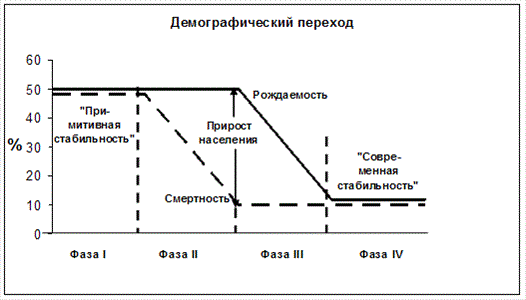 Демографический переход
60
50
40
30
20
10
0
%
"При-
митивная
стабильность"
Рождаемость
Прирост
населения
Смертность
"Совре-
менная
стабильность"
Фаза I
Фаза II
Фаза III
Фаза IV